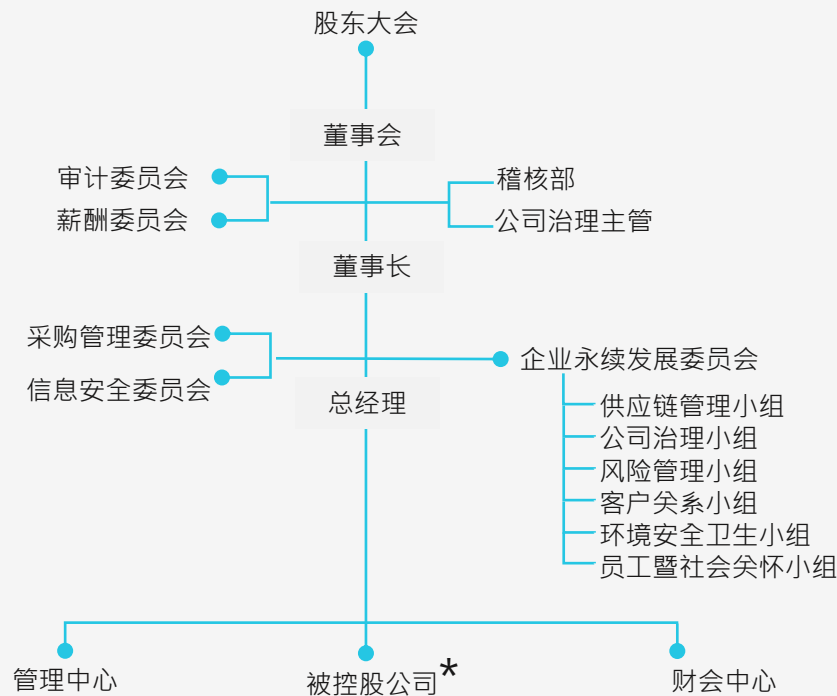 股东大会
董事会
审计委员会
稽核部
薪酬委员会
公司治理主管
董事长
采购管理委员会
企业永续发展委员会
信息安全委员会
总经理
供应链管理小组
公司治理小组
风险管理小组
客户关系小组
环境安全卫生小组
员工暨社会关怀小组
管理中心
被控股公司*
财会中心